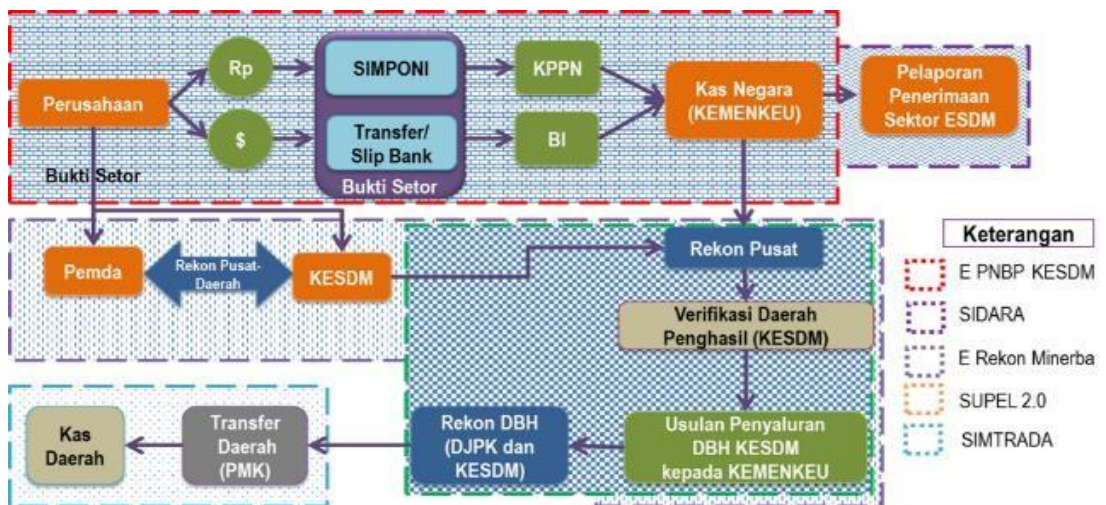 Perusahaan
Rp
$
SIMPONI
Transfer/
Slip Bank
Bukti Setor
KPPN
BI
Kas Negara
(KEMENKEU)
Pelaporan
Penerimaan
Sektor ESDM
Bukti Setor
Pemda
Rekon Pusat-
Daerah
KESDM
Rekon Pusat
Verifikasi Daerah
Penghasil (KESDM)
Usulan Penyaluran
DBH KESDM
kepada KEMENKEU
Rekon DBH
(DJPK dan
KESDM)
Transfer
Daerah
(PMK)
Kas
Daerah
Keterangan
E PNBP KESDM
SIDARA
E Rekon Minerba
SUPEL 2.0
SIMTRADA